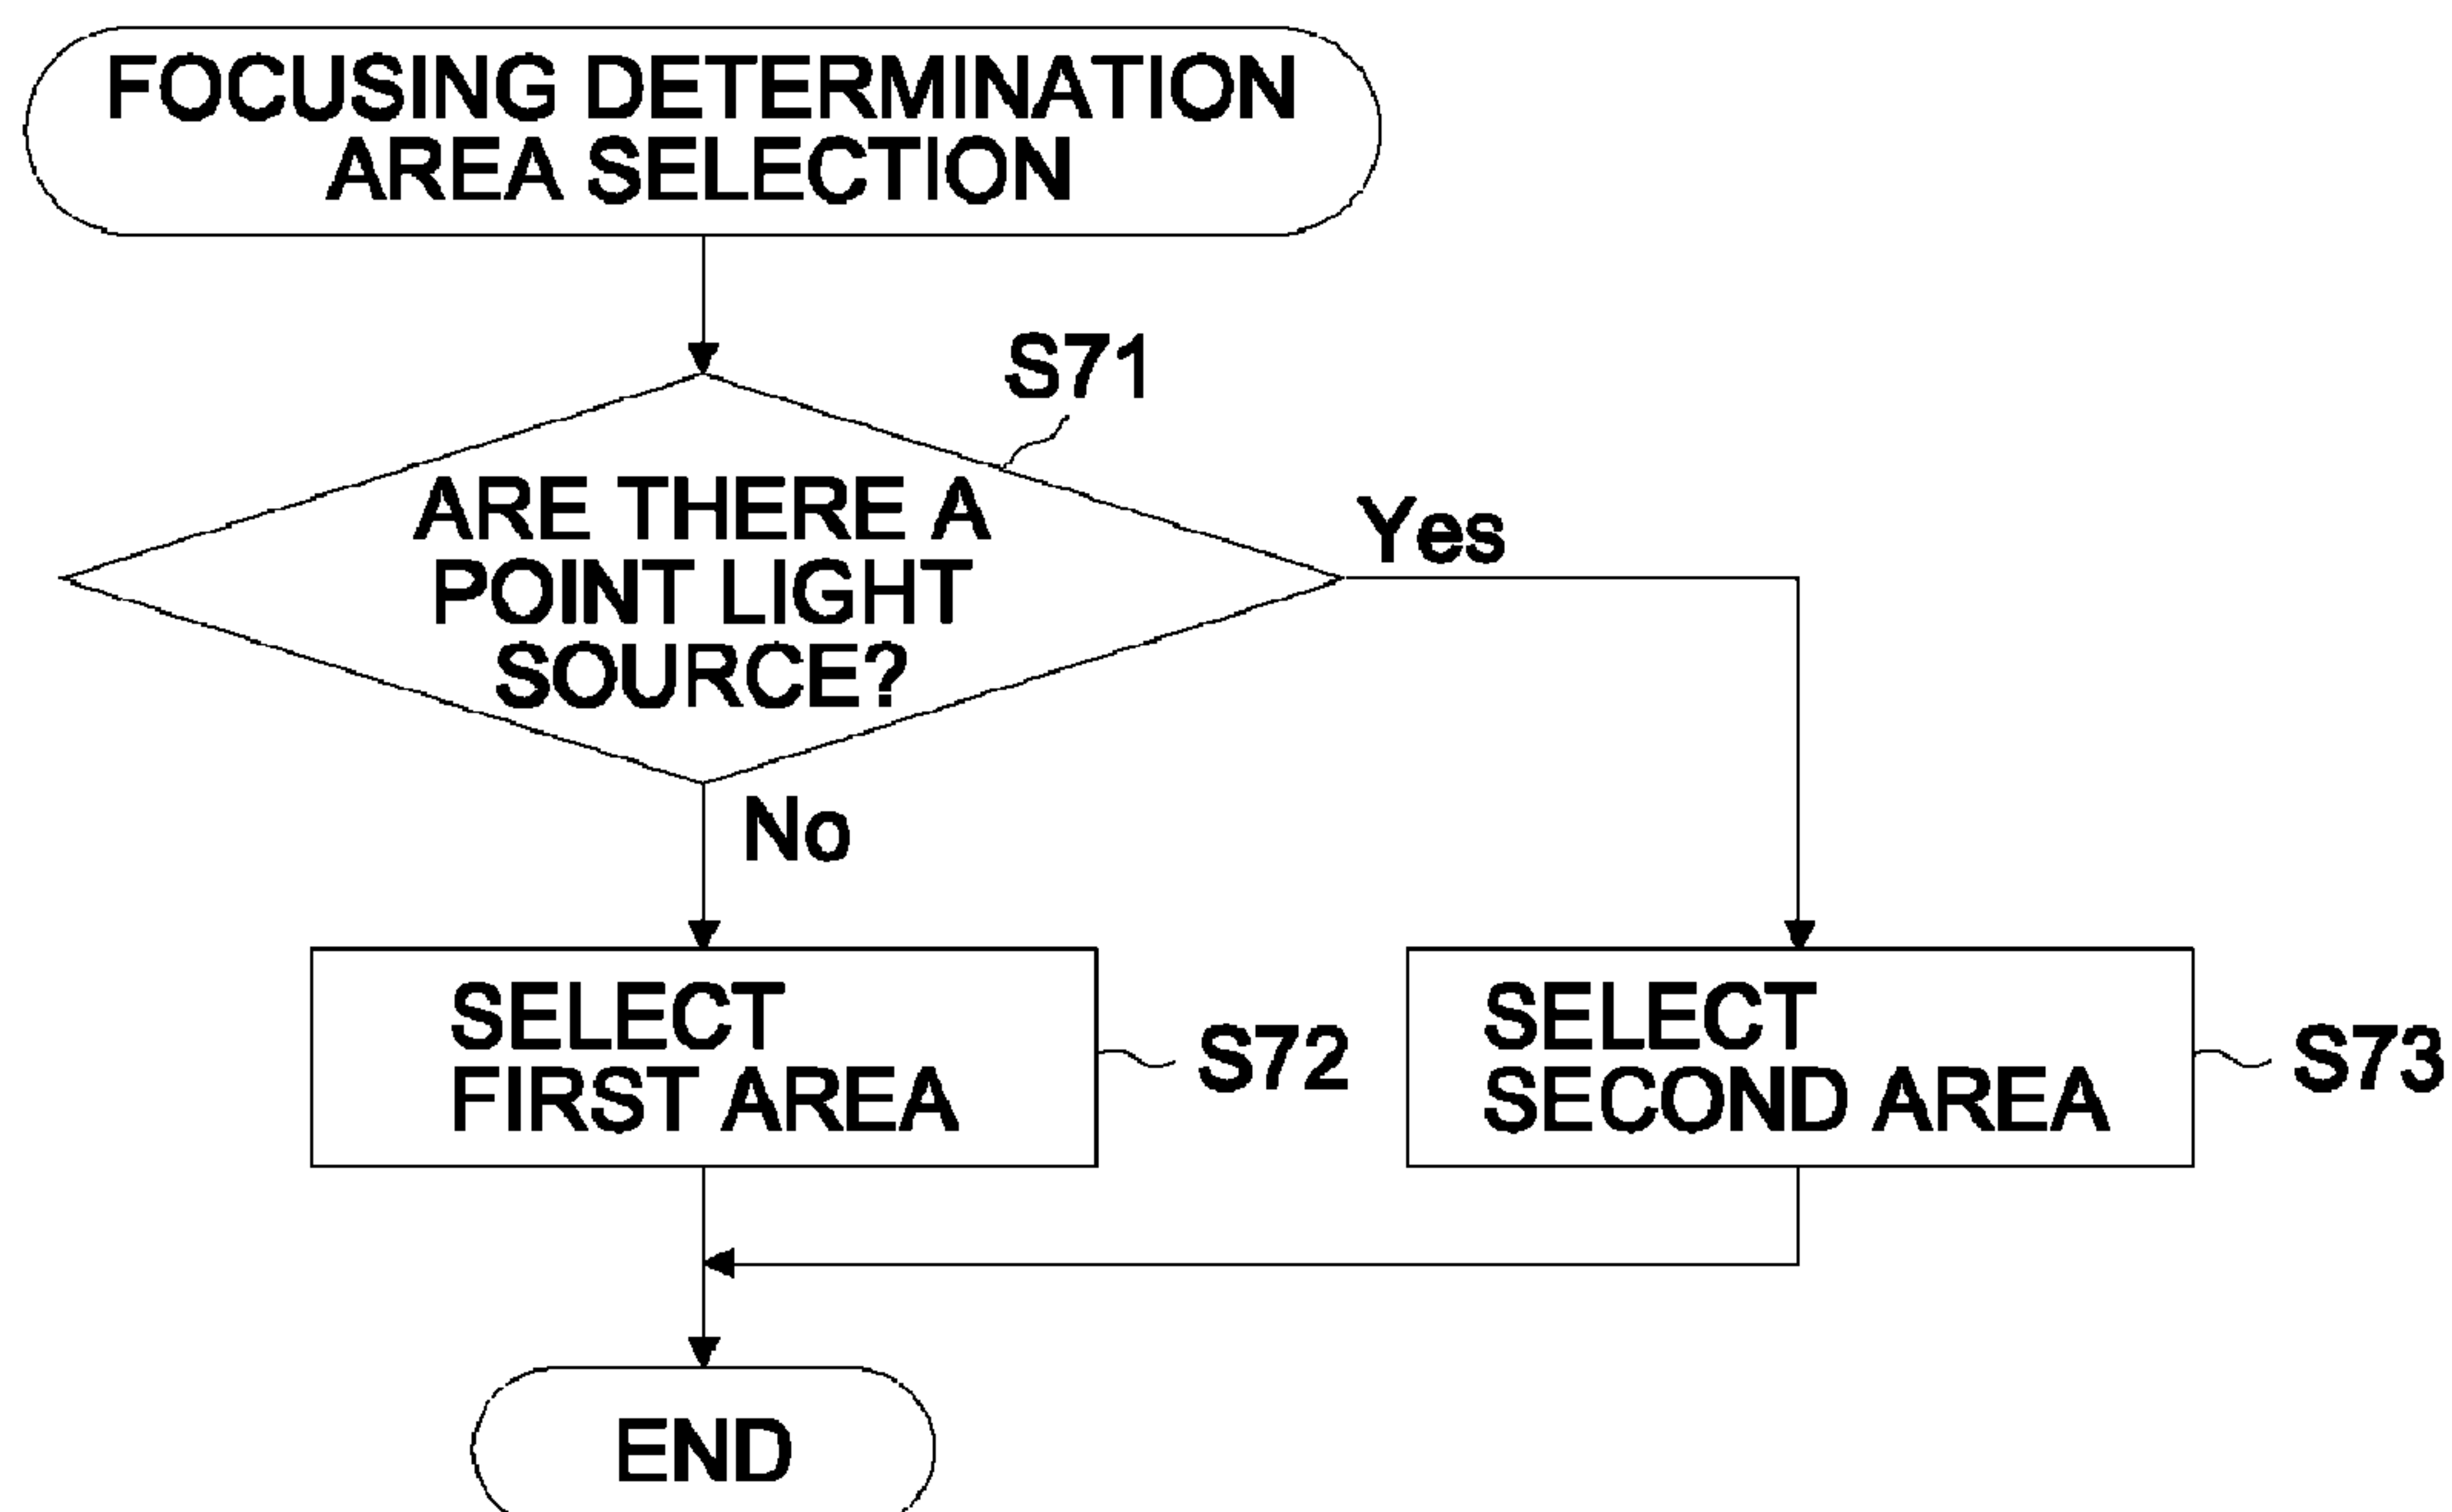 FOCUSING DETERMINATION
AREA SELECTION
S71
ARE THERE A
POINT LIGHT
SOURCE?
Yes
No
SELECT
FIRST AREA
S72
SELECT
SECOND AREA
S73
END